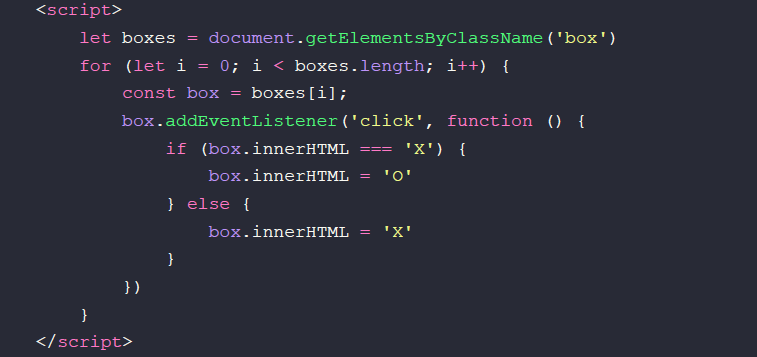 <script>
    let boxes = document.getElementsByClassName('box')
    for (let i = 0; i < boxes.length; i++) {
        const box = boxes[i];
        box.addEventListener('click', function () {
            if (box.innerHTML === 'X') {
                box.innerHTML = 'O'
            } else {
                box.innerHTML = 'X'
            }
        })
    }
</script>